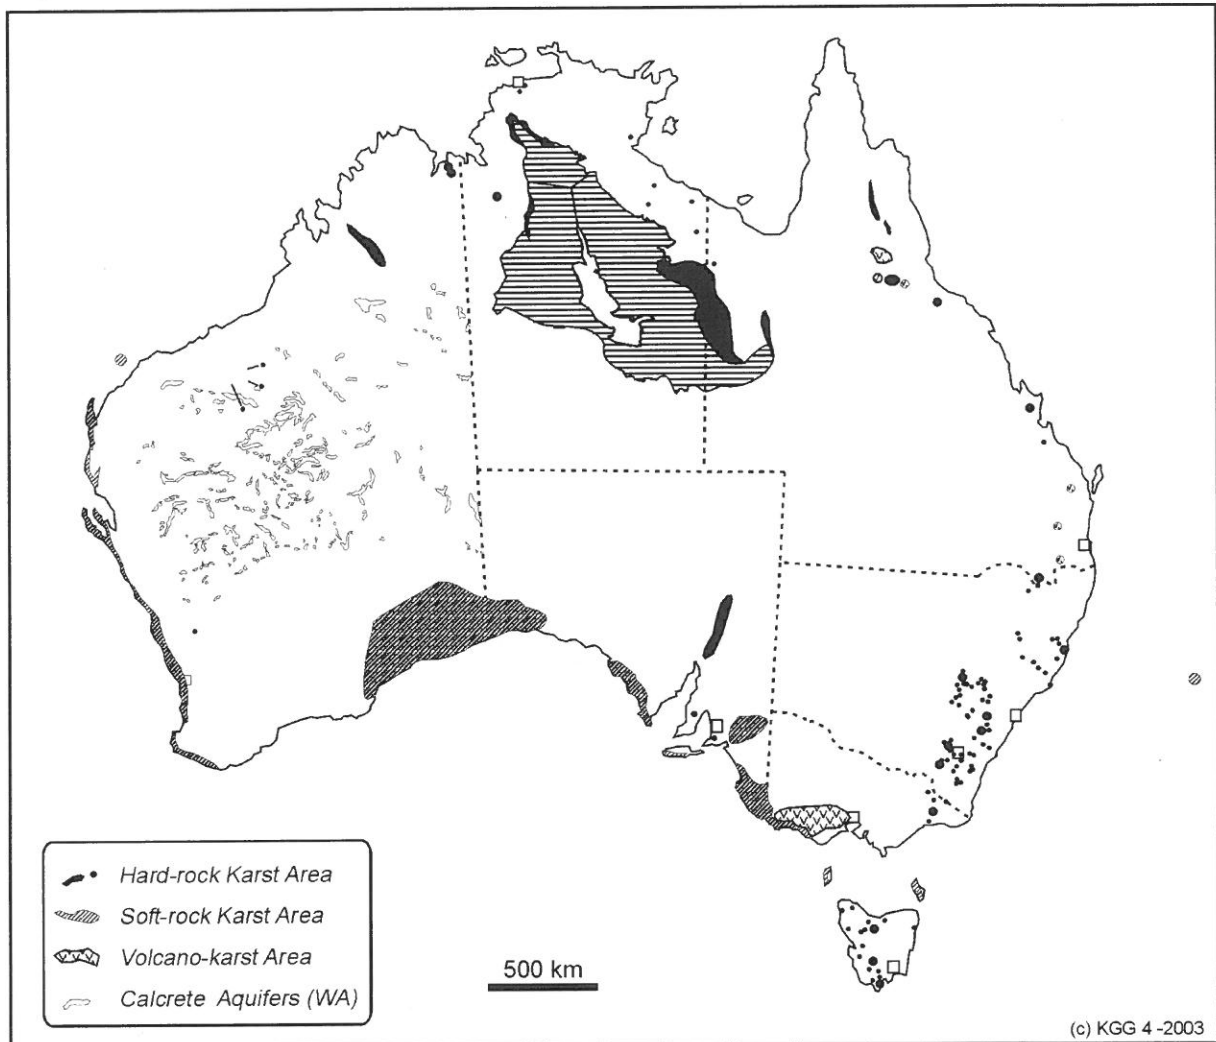 Hard-rock Karst Area
Soft-rock Karst Area
Volcano-karst Area
Calcrete Aquifers (WA)
500 km
(c) KGG 4 -2003